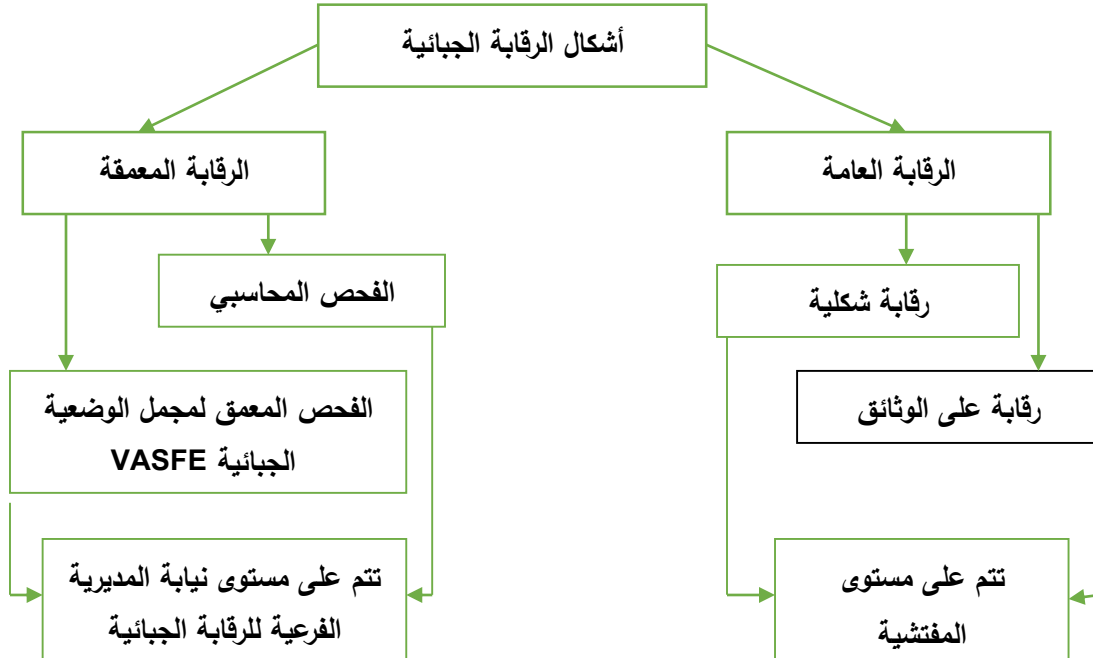 أشكال الرقابة الجبائية
الرقابة العامة
الرقابة المعمقة
رقابة شكلية
الفحص المحاسبي
رقابة على الوثائق
الفحص المعمق لمجمل الوضعية
الجبائية VASFE
تتم على مستوى
المفتشية
تتم على مستوى نيابة المديرية
الفرعية للرقابة الجبائية